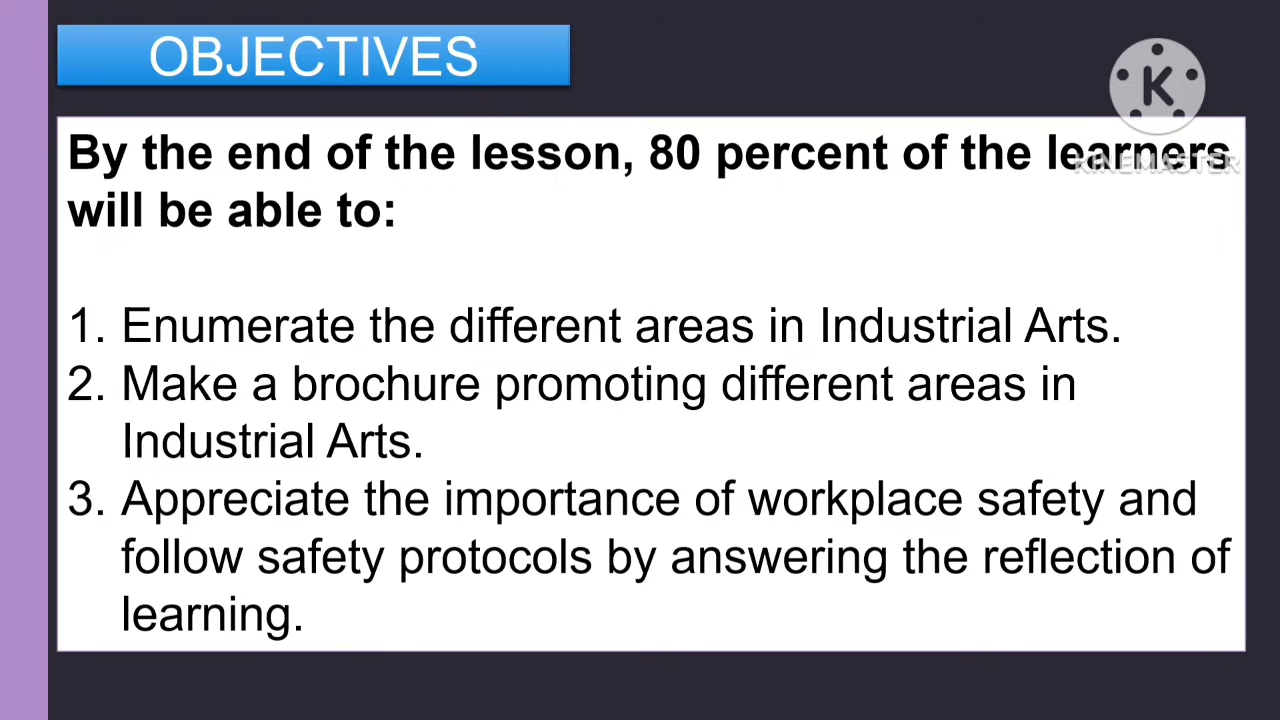 OBJECTIVES
K
KINEMASTER
By the end of the lesson, 80 percent of the learners
will be able to:
1. Enumerate the different areas in Industrial Arts.
2. Make a brochure promoting different areas in
Industrial Arts.
3. Appreciate the importance of workplace safety and
follow safety protocols by answering the reflection of
learning.